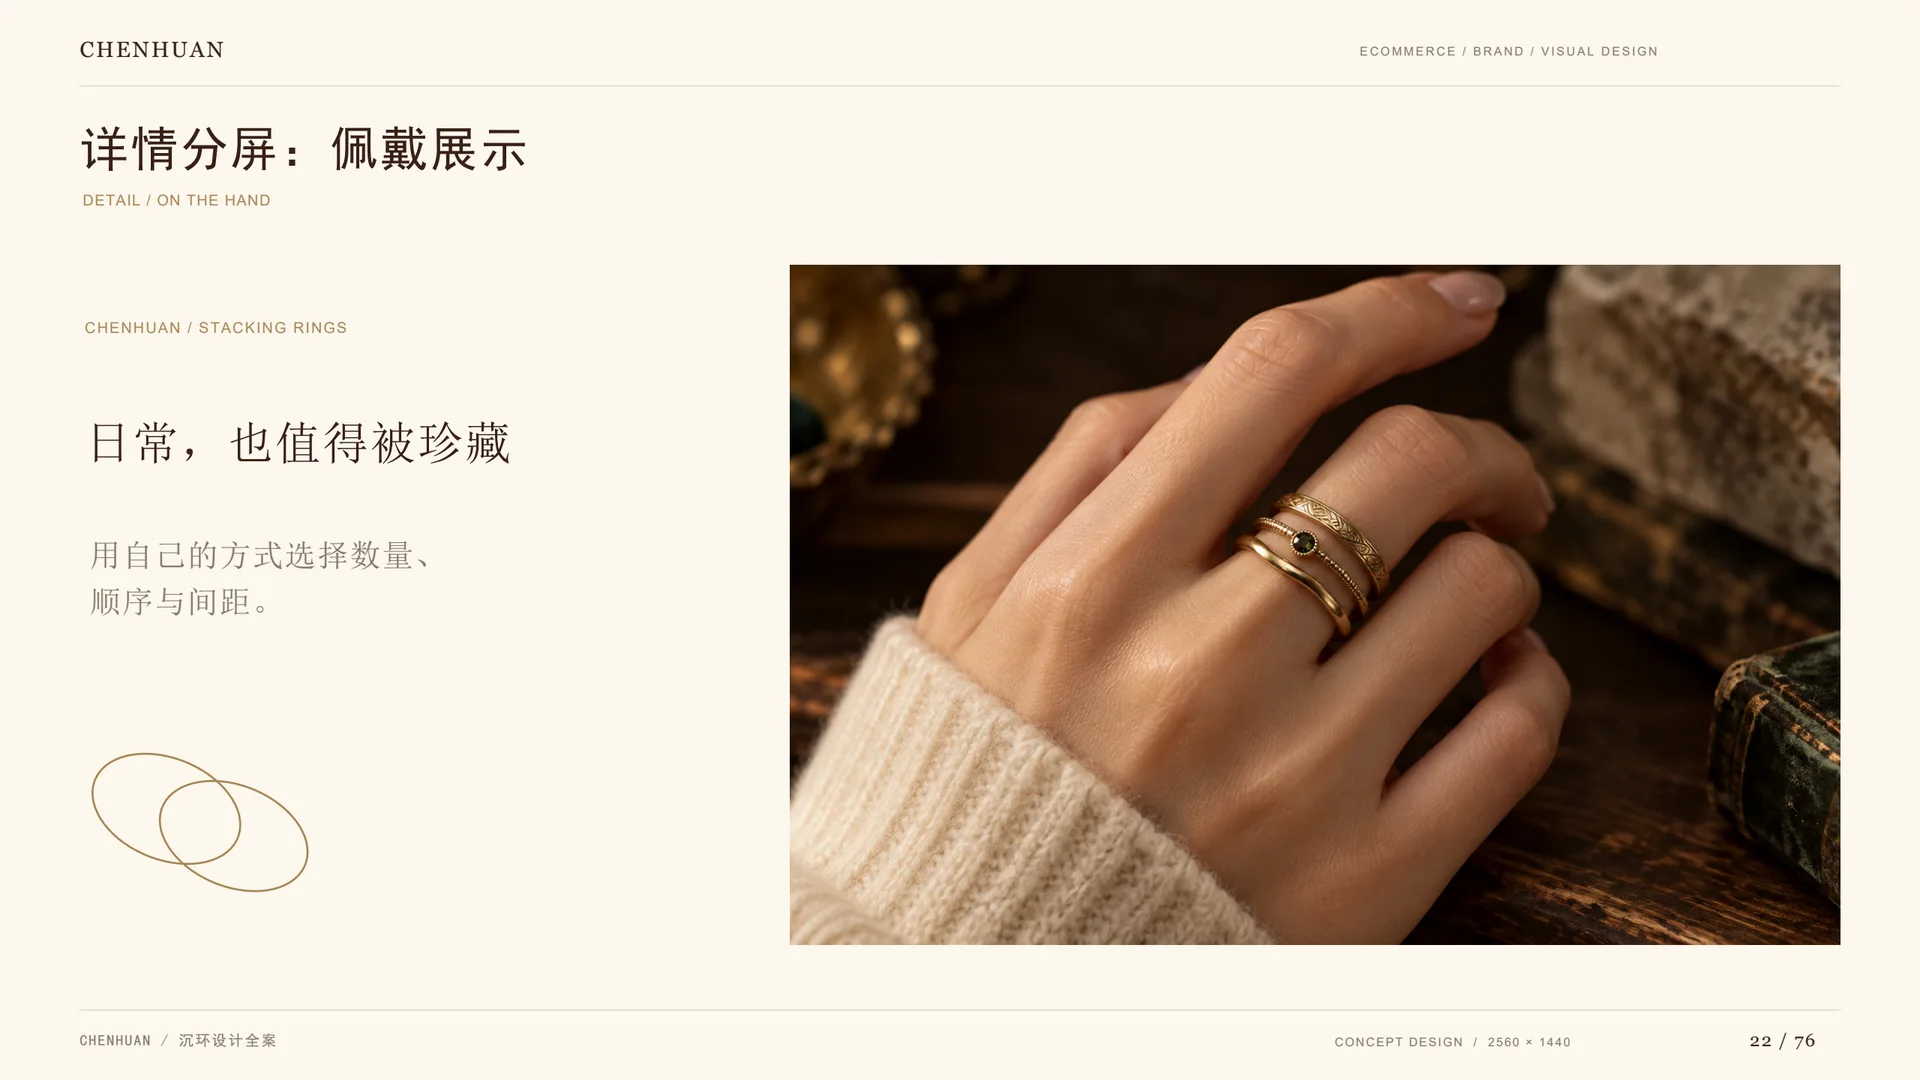 CHENHUAN
ECOMMERCE / BRAND / VISUAL DESIGN
详情分屏：佩戴展示
DETAIL / ON THE HAND
CHENHUAN / STACKING RINGS
日常，也值得被珍藏
用自己的方式选择数量、
顺序与间距。
CHENHUAN / 沉环设计全案
CONCEPT DESIGN / 2560 × 1440
22 / 76